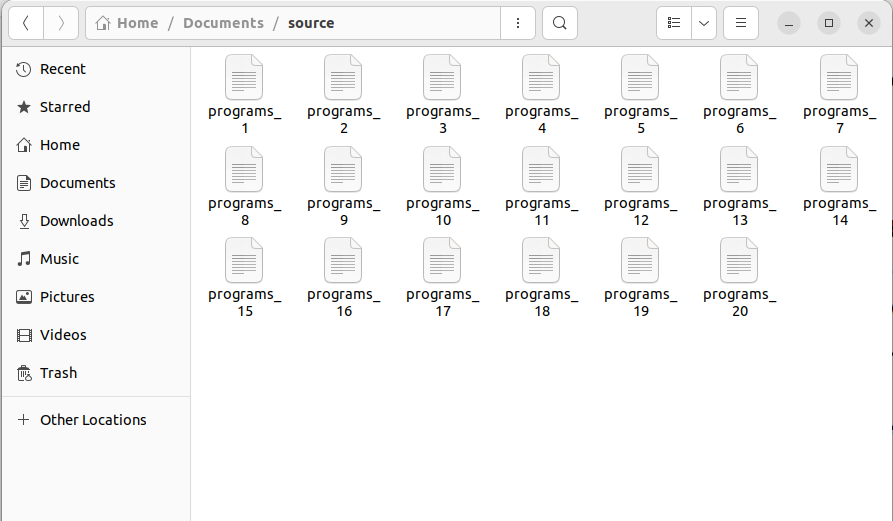 Home / Documents / source
Recent
Starred
Home
Documents
Downloads
Music
Pictures
Videos
Trash
Other Locations
programs_1
programs_2
programs_3
programs_4
programs_5
programs_6
programs_7
programs_8
programs_9
programs_10
programs_11
programs_12
programs_13
programs_14
programs_15
programs_16
programs_17
programs_18
programs_19
programs_20